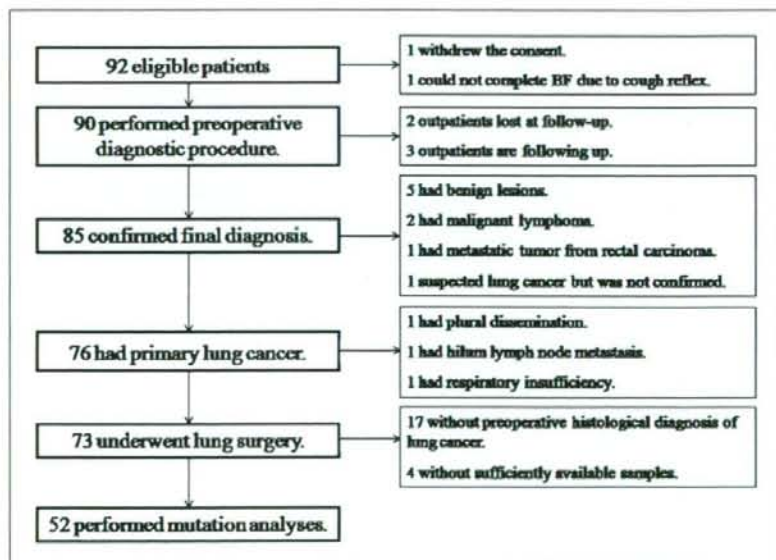 92 eligible patients
1 withdrew the consent.
1 could not complete BF due to cough reflex.
90 performed preoperative
diagnostic procedure.
2 outpatients lost at follow-up.
3 outpatients are following up.
85 confirmed final diagnosis.
5 had benign lesions.
2 had malignant lymphoma.
1 had metastatic tumor from rectal carcinoma.
1 suspected lung cancer but was not confirmed.
76 had primary lung cancer.
1 had plural dissemination.
1 had hilum lymph node metastasis.
1 had respiratory insufficiency.
73 underwent lung surgery.
17 without preoperative histological diagnosis of
lung cancer.
4 without sufficiently available samples.
52 performed mutation analyses.